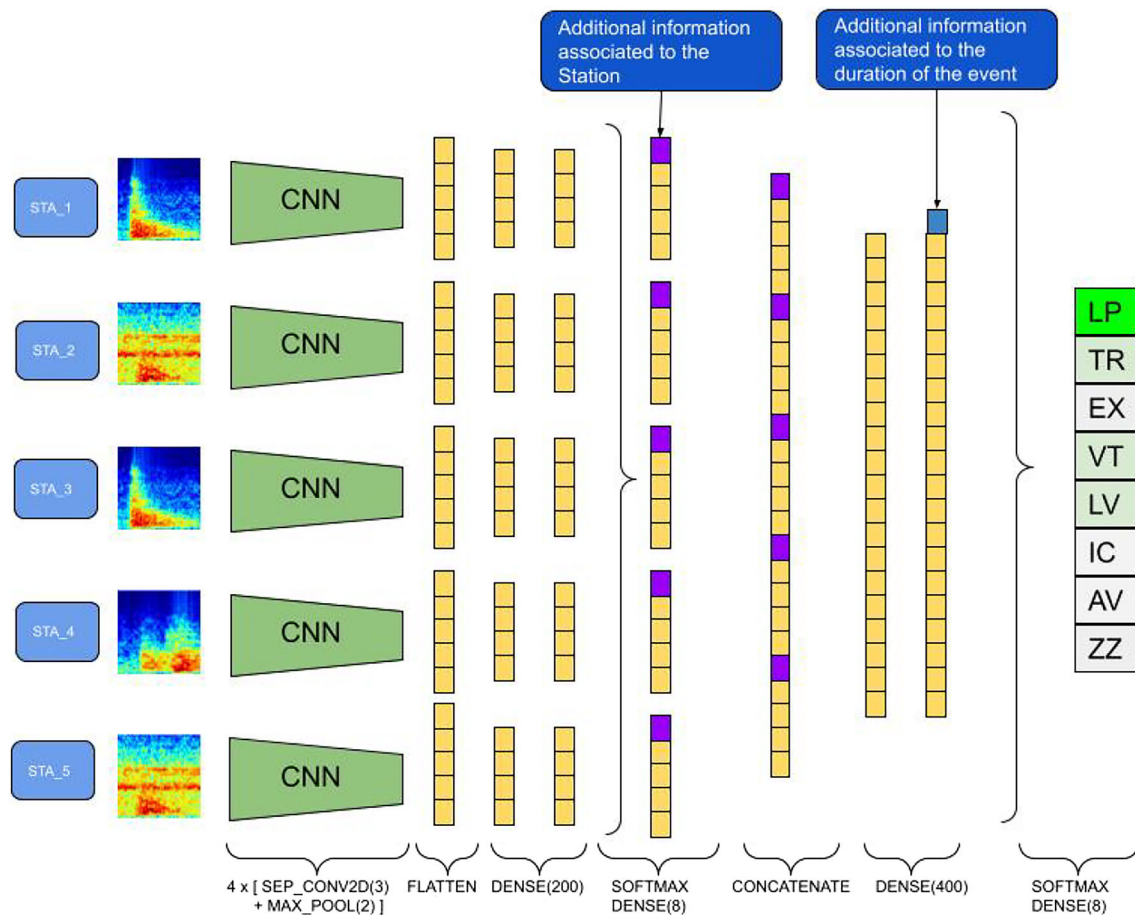 Additional information
associated to the
Station
Additional information
associated to the
duration of the event
STA_1
CNN
STA_2
CNN
STA_3
CNN
STA_4
CNN
STA_5
CNN
LP
TR
EX
VT
LV
IC
AV
ZZ
4 x [ SEP_CONV2D(3)
+ MAX_POOL(2) ]
FLATTEN
DENSE(200)
SOFTMAX
DENSE(8)
CONCATENATE
DENSE(400)
SOFTMAX
DENSE(8)